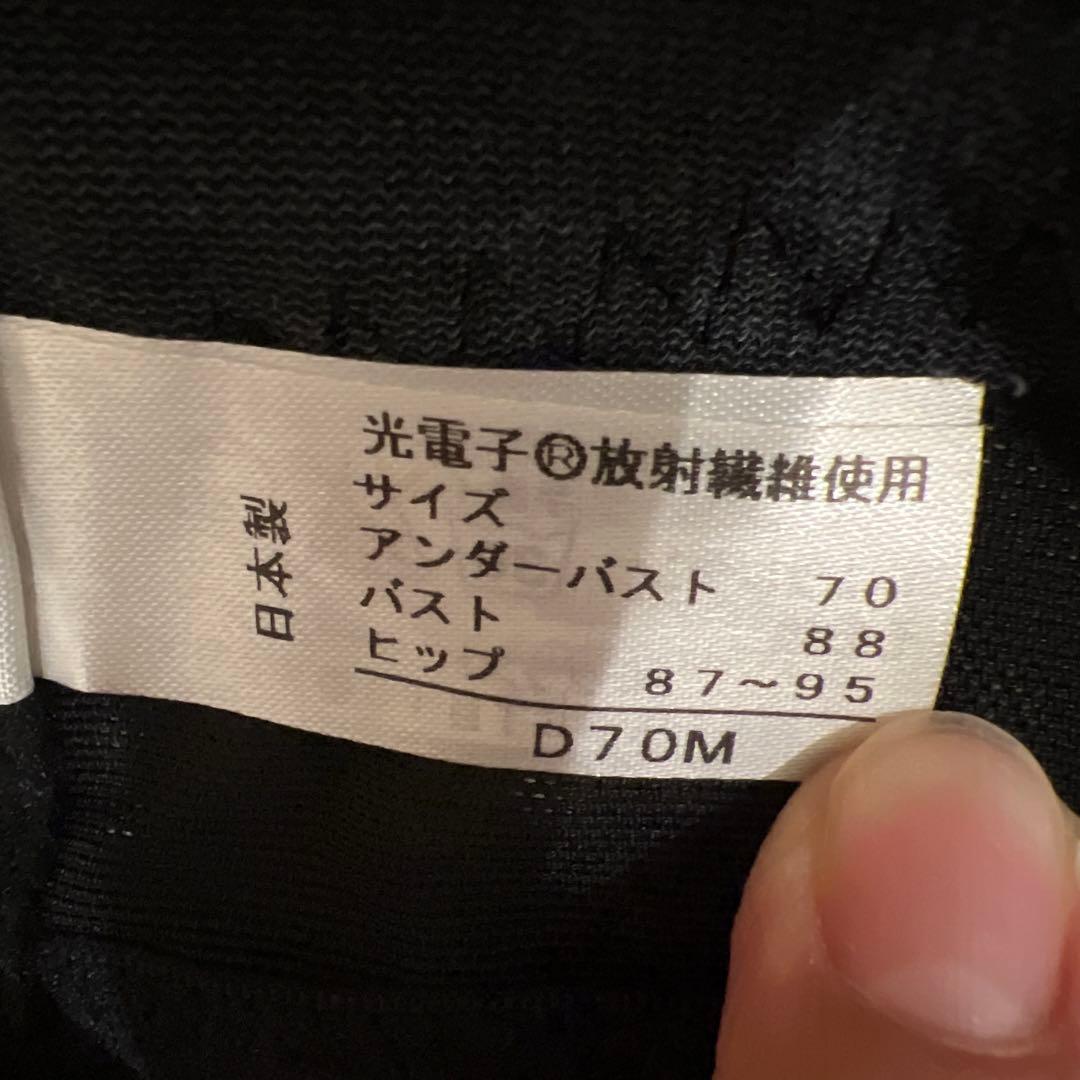 光電子®放射繊維使用
サイズ
アンダーバスト 70
バスト 88
ヒップ 87～95
D70M
日本製